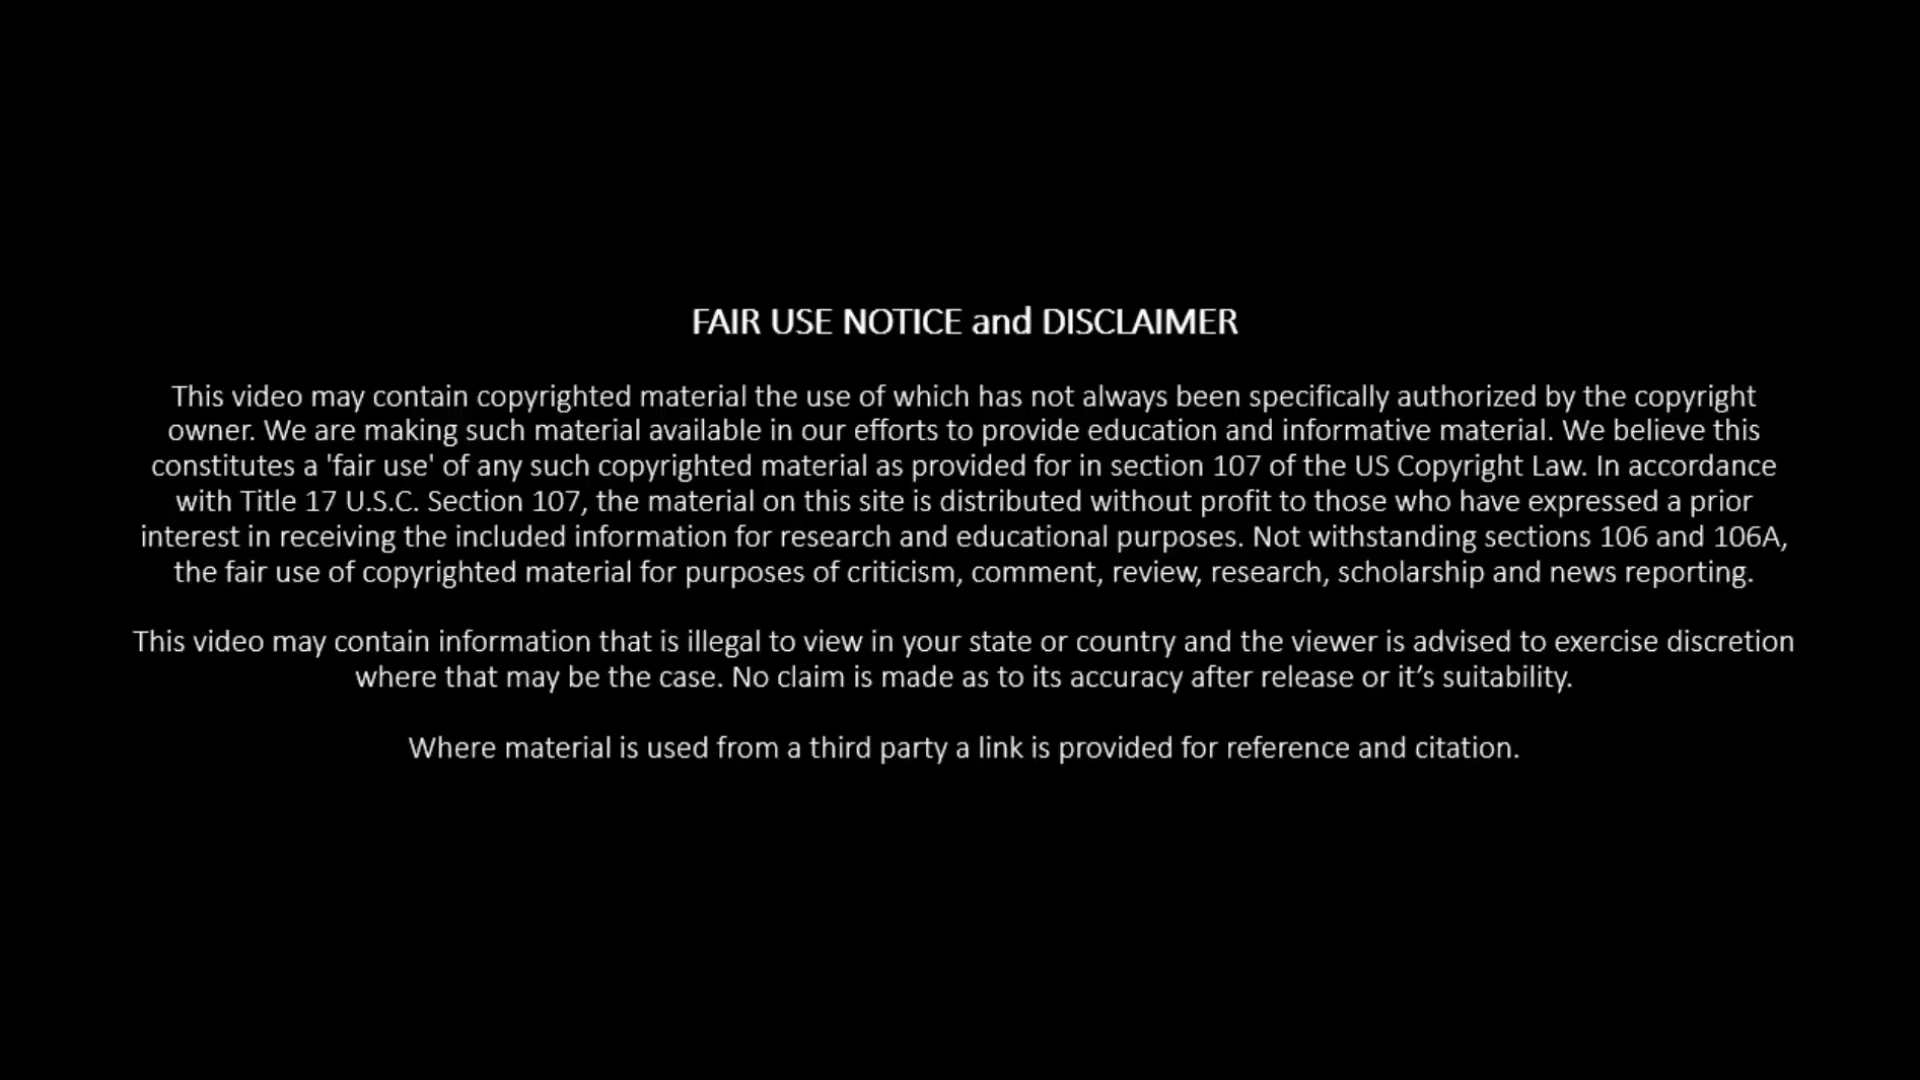 FAIR USE NOTICE and DISCLAIMER
This video may contain copyrighted material the use of which has not always been specifically authorized by the copyright
owner. We are making such material available in our efforts to provide education and informative material. We believe this
constitutes a 'fair use' of any such copyrighted material as provided for in section 107 of the US Copyright Law. In accordance
with Title 17 U.S.C. Section 107, the material on this site is distributed without profit to those who have expressed a prior
interest in receiving the included information for research and educational purposes. Not withstanding sections 106 and 106A,
the fair use of copyrighted material for purposes of criticism, comment, review, research, scholarship and news reporting.
This video may contain information that is illegal to view in your state or country and the viewer is advised to exercise discretion
where that may be the case. No claim is made as to its accuracy after release or it’s suitability.
Where material is used from a third party a link is provided for reference and citation.